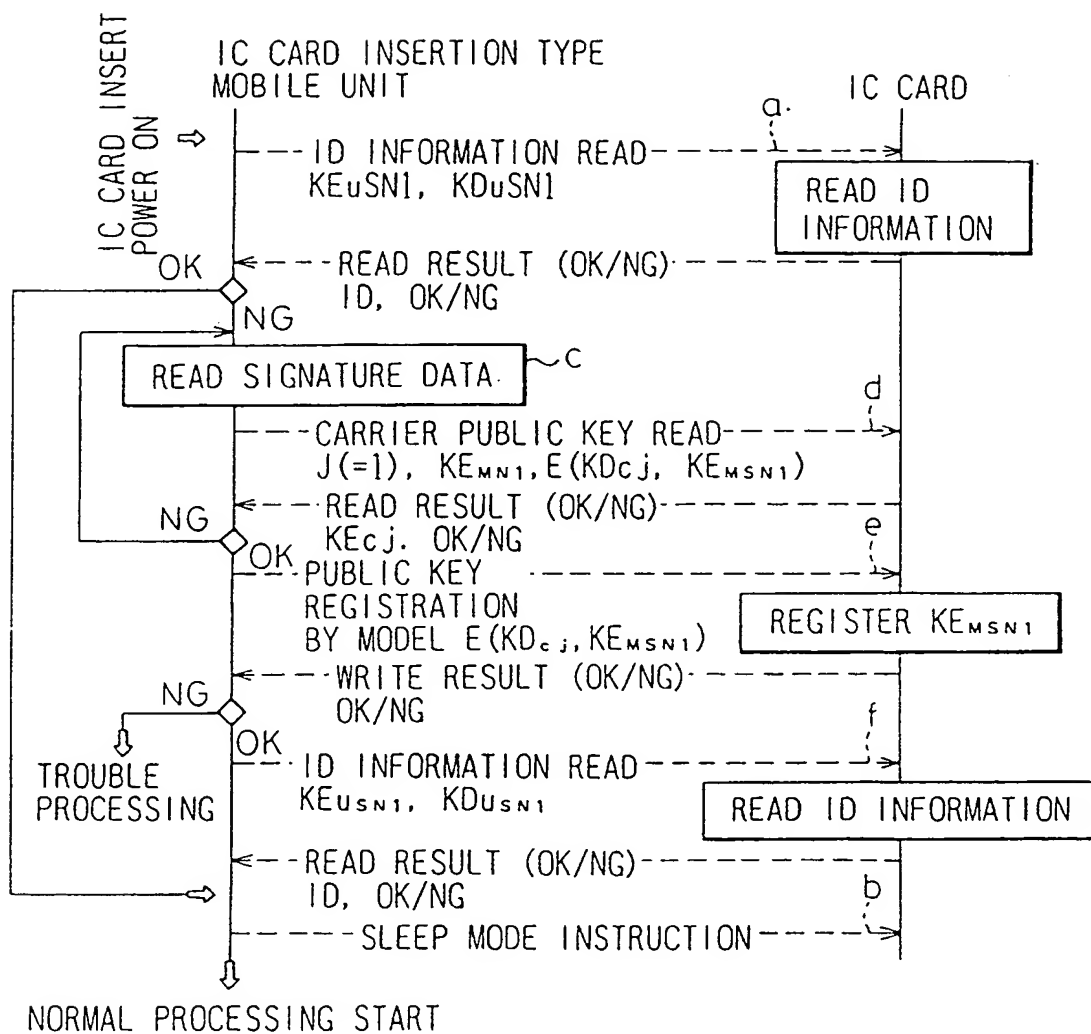 IC CARD INSERT
POWER ON
IC CARD INSERTION TYPE
MOBILE UNIT
IC CARD
a.
ID INFORMATION READ
KEuSN1, KDuSN1
READ ID
INFORMATION
OK
READ RESULT (OK/NG)
ID, OK/NG
NG
READ SIGNATURE DATA
c
d
CARRIER PUBLIC KEY READ
J(=1), KEMN1,E(KDcj, KEMSN1)
READ RESULT (OK/NG)
NG
KEcj. OK/NG
OK
e
PUBLIC KEY
REGISTRATION
BY MODEL E(KDcj,KEMSN1)
REGISTER KEMSN1
WRITE RESULT (OK/NG)
NG
OK/NG
OK
f
TROUBLE
PROCESSING
ID INFORMATION READ
KEuSN1, KDuSN1
READ ID INFORMATION
READ RESULT (OK/NG)
ID, OK/NG
b
SLEEP MODE INSTRUCTION
NORMAL PROCESSING START